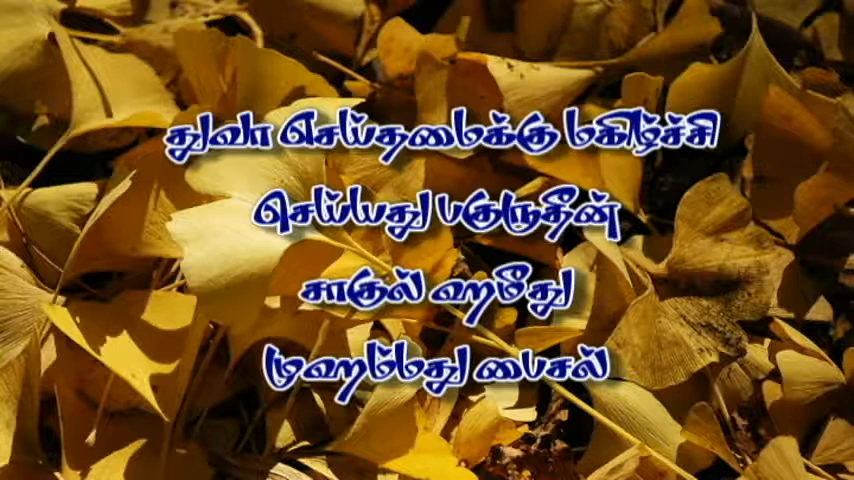 துவா செய்தமைக்கு மகிழ்ச்சி
செய்யது பகுருதீன்
சாகுல் ஹமீது
முஹம்மது பைசல்